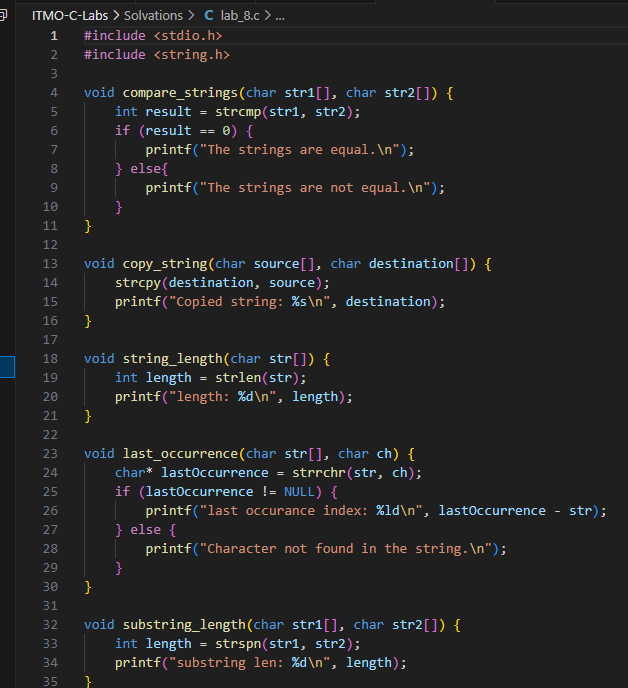 ITMO-C-Labs > Solvations > C lab_8.c > ...
1 #include <stdio.h>
2 #include <string.h>
3
4 void compare_strings(char str1[], char str2[]) {
5     int result = strcmp(str1, str2);
6     if (result == 0) {
7         printf("The strings are equal.\n");
8     } else{
9         printf("The strings are not equal.\n");
10     }
11 }
12
13 void copy_string(char source[], char destination[]) {
14     strcpy(destination, source);
15     printf("Copied string: %s\n", destination);
16 }
17
18 void string_length(char str[]) {
19     int length = strlen(str);
20     printf("length: %d\n", length);
21 }
22
23 void last_occurrence(char str[], char ch) {
24     char* lastOccurrence = strrchr(str, ch);
25     if (lastOccurrence != NULL) {
26         printf("last occurance index: %ld\n", lastOccurrence - str);
27     } else {
28         printf("Character not found in the string.\n");
29     }
30 }
31
32 void substring_length(char str1[], char str2[]) {
33     int length = strspn(str1, str2);
34     printf("substring len: %d\n", length);
35 }